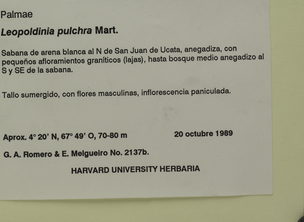 Palmae
Leopoldinia pulchra Mart.
Sabana de arena blanca al N de San Juan de Ucata, anegadiza, con
pequeños afloramientos graníticos (lajas), hasta bosque medio anegadizo al
S y SE de la sabana.
Tallo sumergido, con flores masculinas, inflorescencia paniculada.
Aprox. 4° 20' N, 67° 49' O, 70-80 m 20 octubre 1989
G. A. Romero & E. Melgueiro No. 2137b.
HARVARD UNIVERSITY HERBARIA